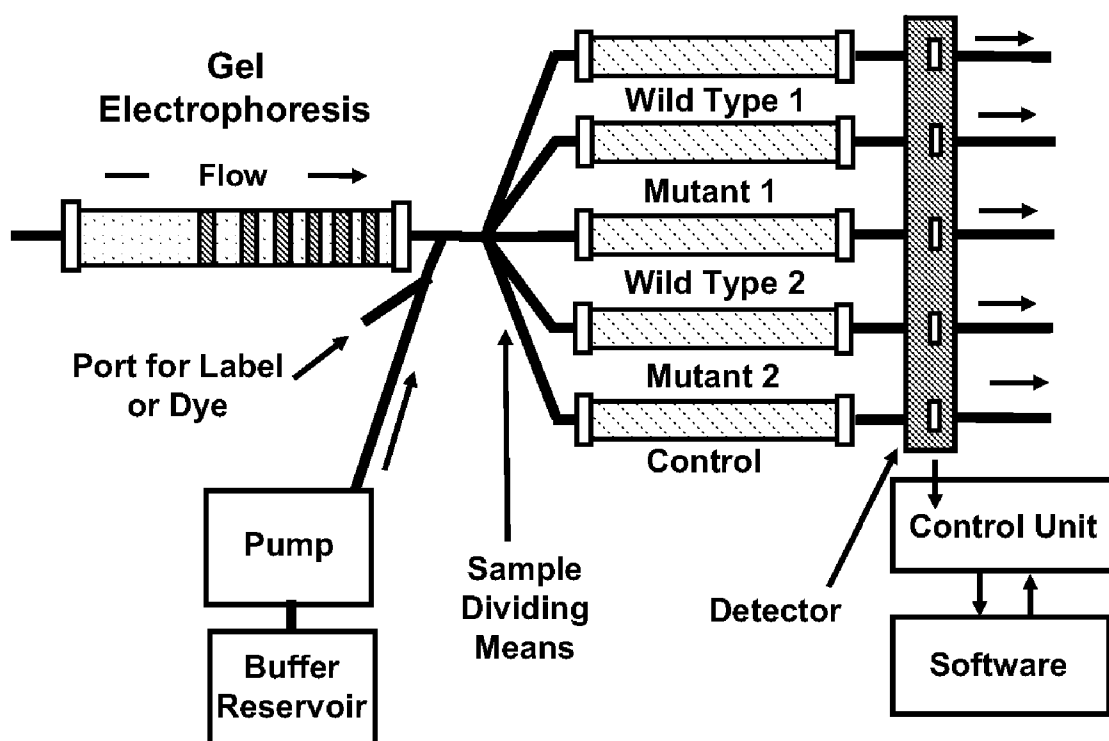 Gel
Electrophoresis
Flow
Port for Label
or Dye
Pump
Buffer
Reservoir
Sample
Dividing
Means
Wild Type 1
Mutant 1
Wild Type 2
Mutant 2
Control
Detector
Control Unit
Software